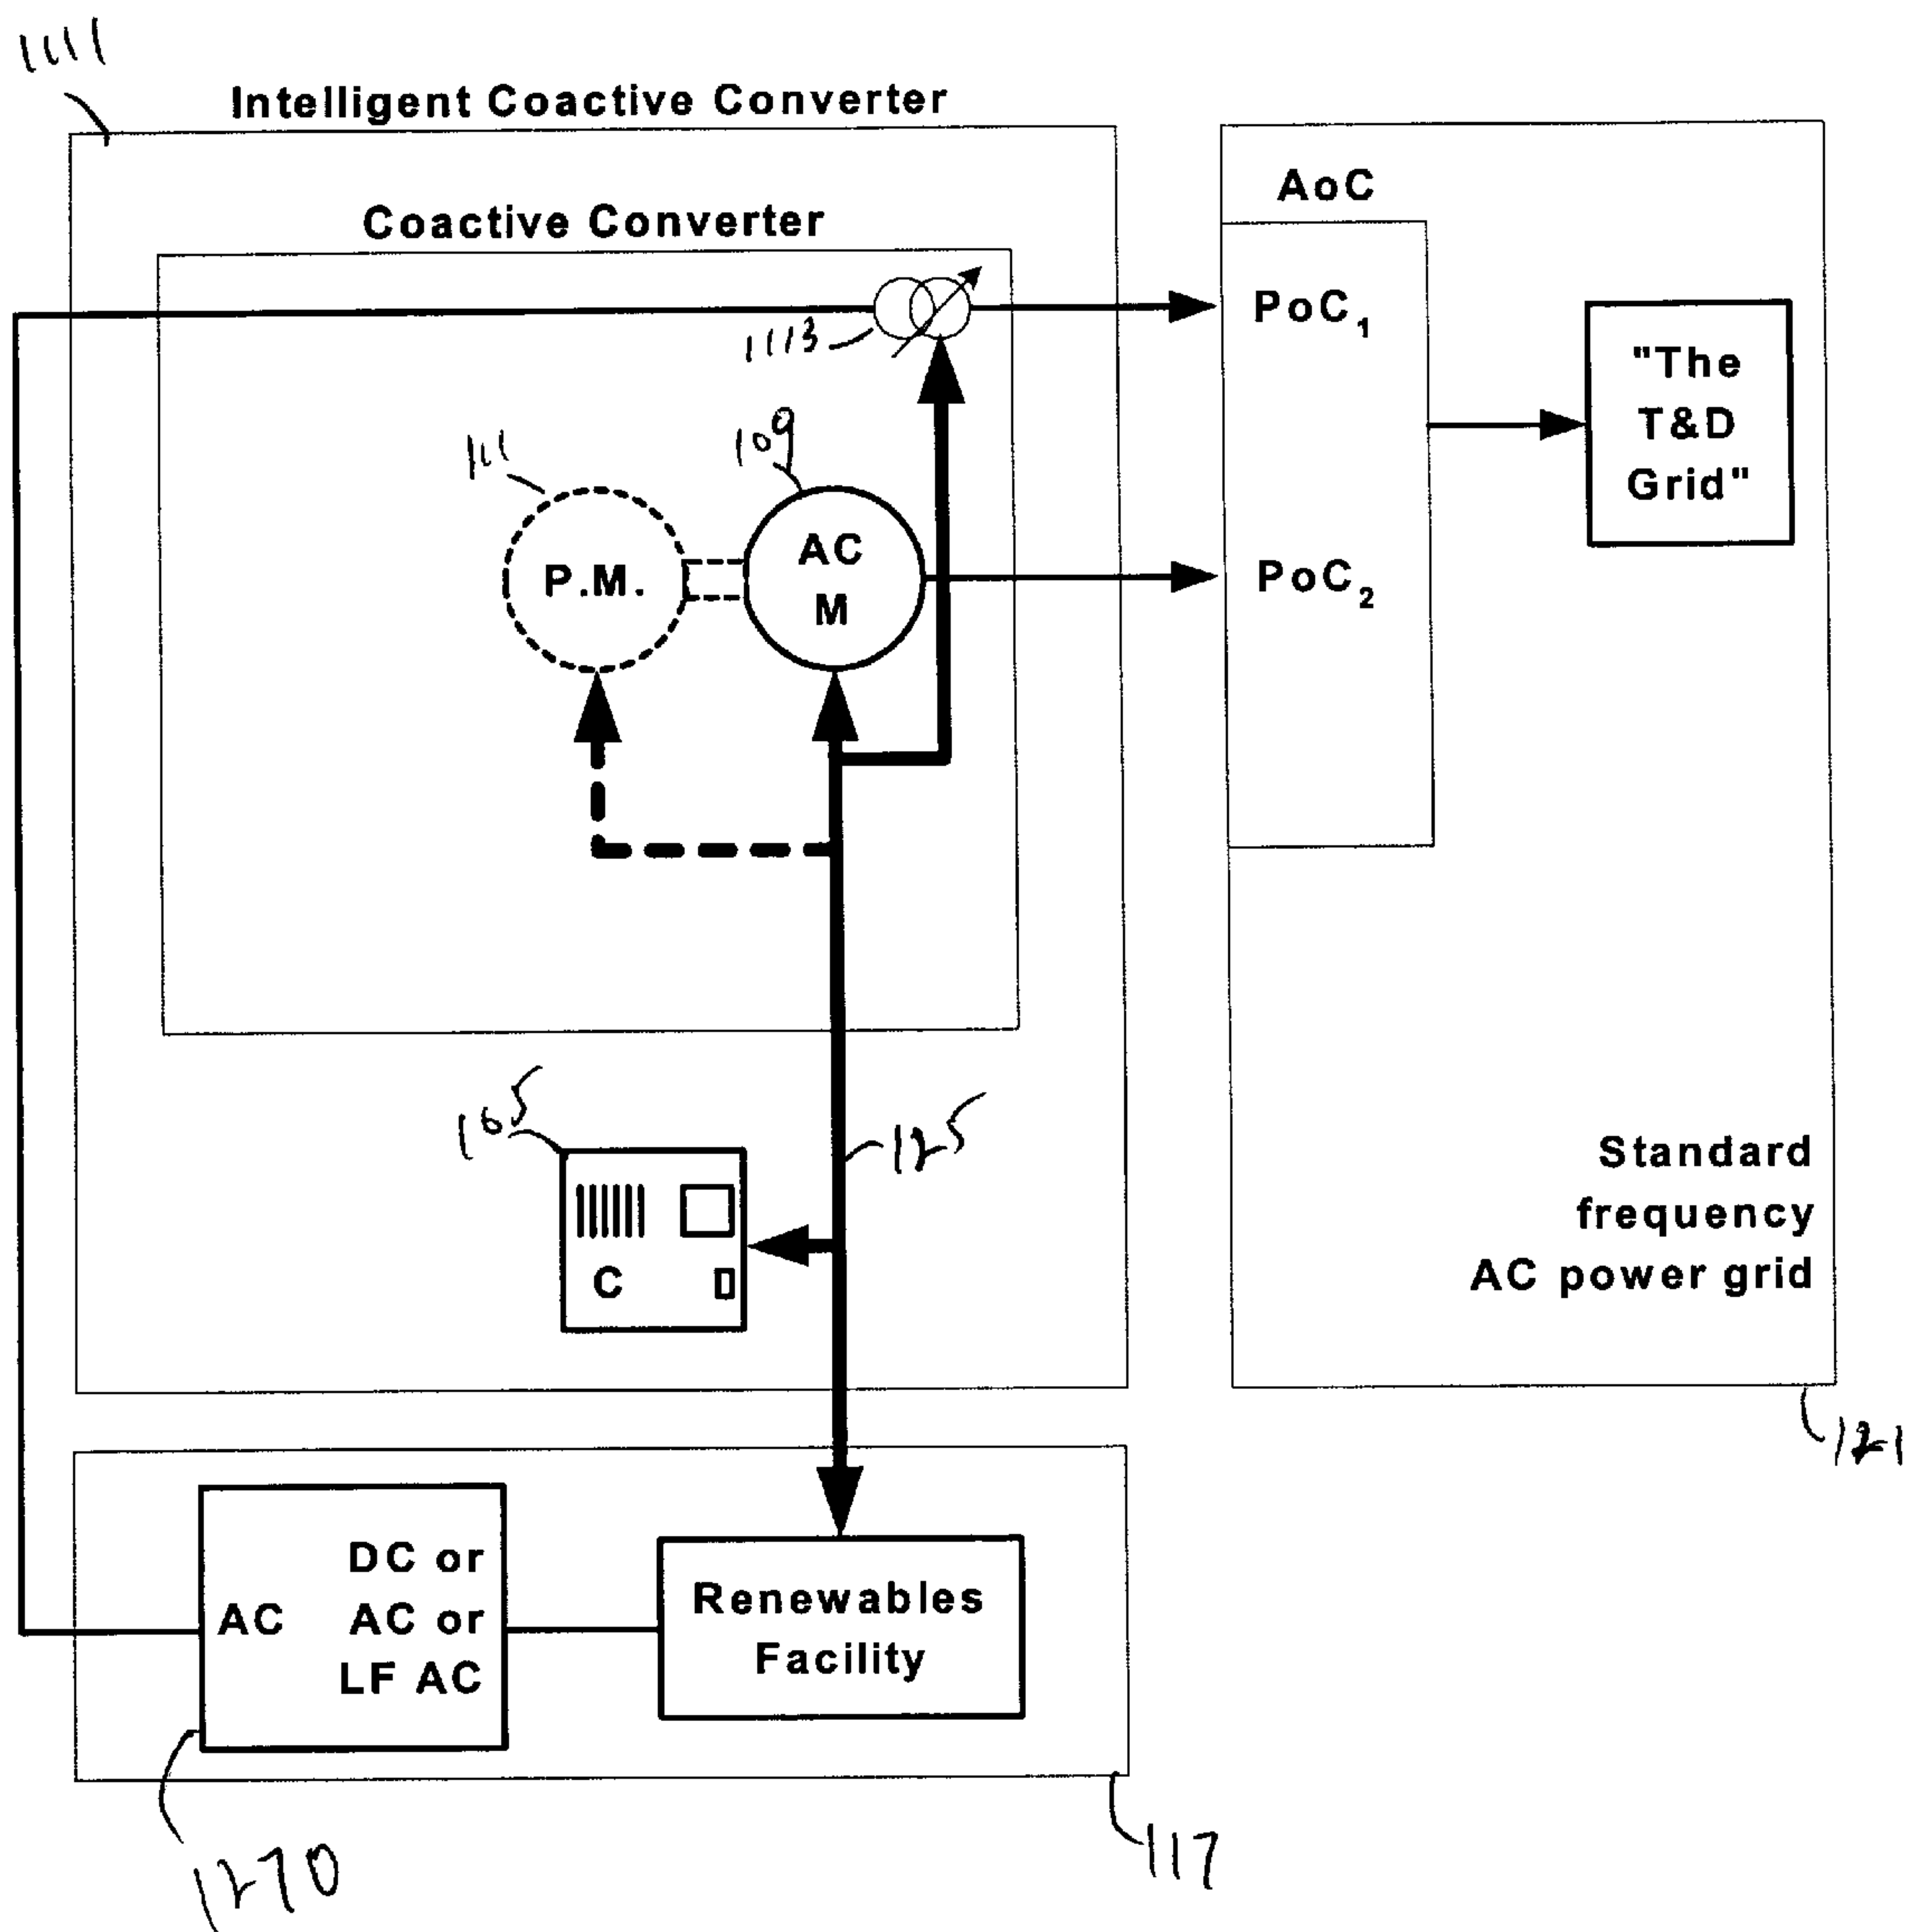 1111
Intelligent Coactive Converter
AoC
Coactive Converter
PoC1
1113
"The
T&D
Grid"
111
109
P.M.
AC
M
PoC2
105
125
C
Standard
frequency
AC power grid
121
AC
DC or
AC or
LF AC
Renewables
Facility
117
1270